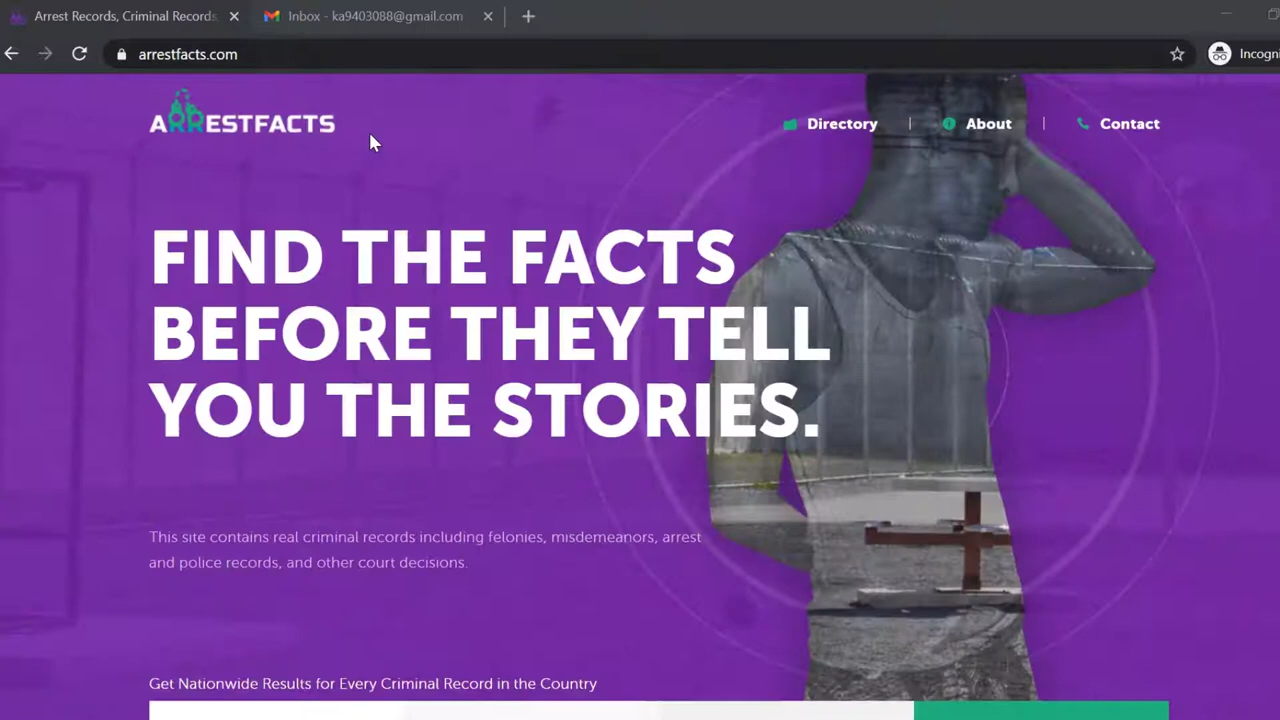 Arrest Records, Criminal Records
Inbox - ka9403088@gmail.com
arrestfacts.com
Incogni
ARRESTFACTS
Directory
About
Contact
FIND THE FACTS
BEFORE THEY TELL
YOU THE STORIES.
This site contains real criminal records including felonies, misdemeanors, arrest
and police records, and other court decisions.
Get Nationwide Results for Every Criminal Record in the Country